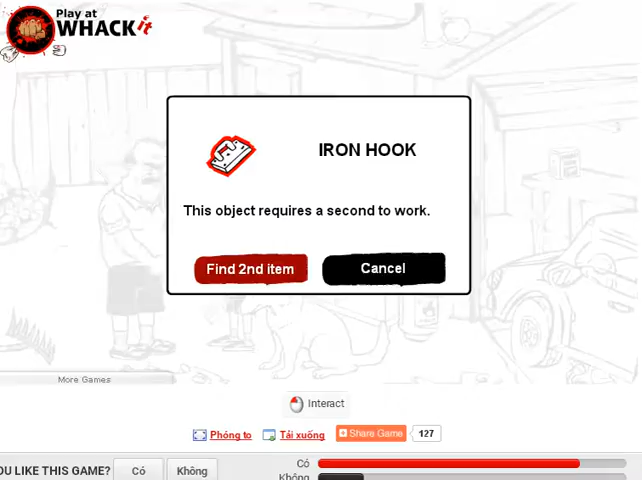 Play at
WHACK it
IRON HOOK
This object requires a second to work.
Find 2nd item
Cancel
More Games
Interact
Phóng to
Tải xuống
Share Game
127
OU LIKE THIS GAME?
Có
Không
Có
Không